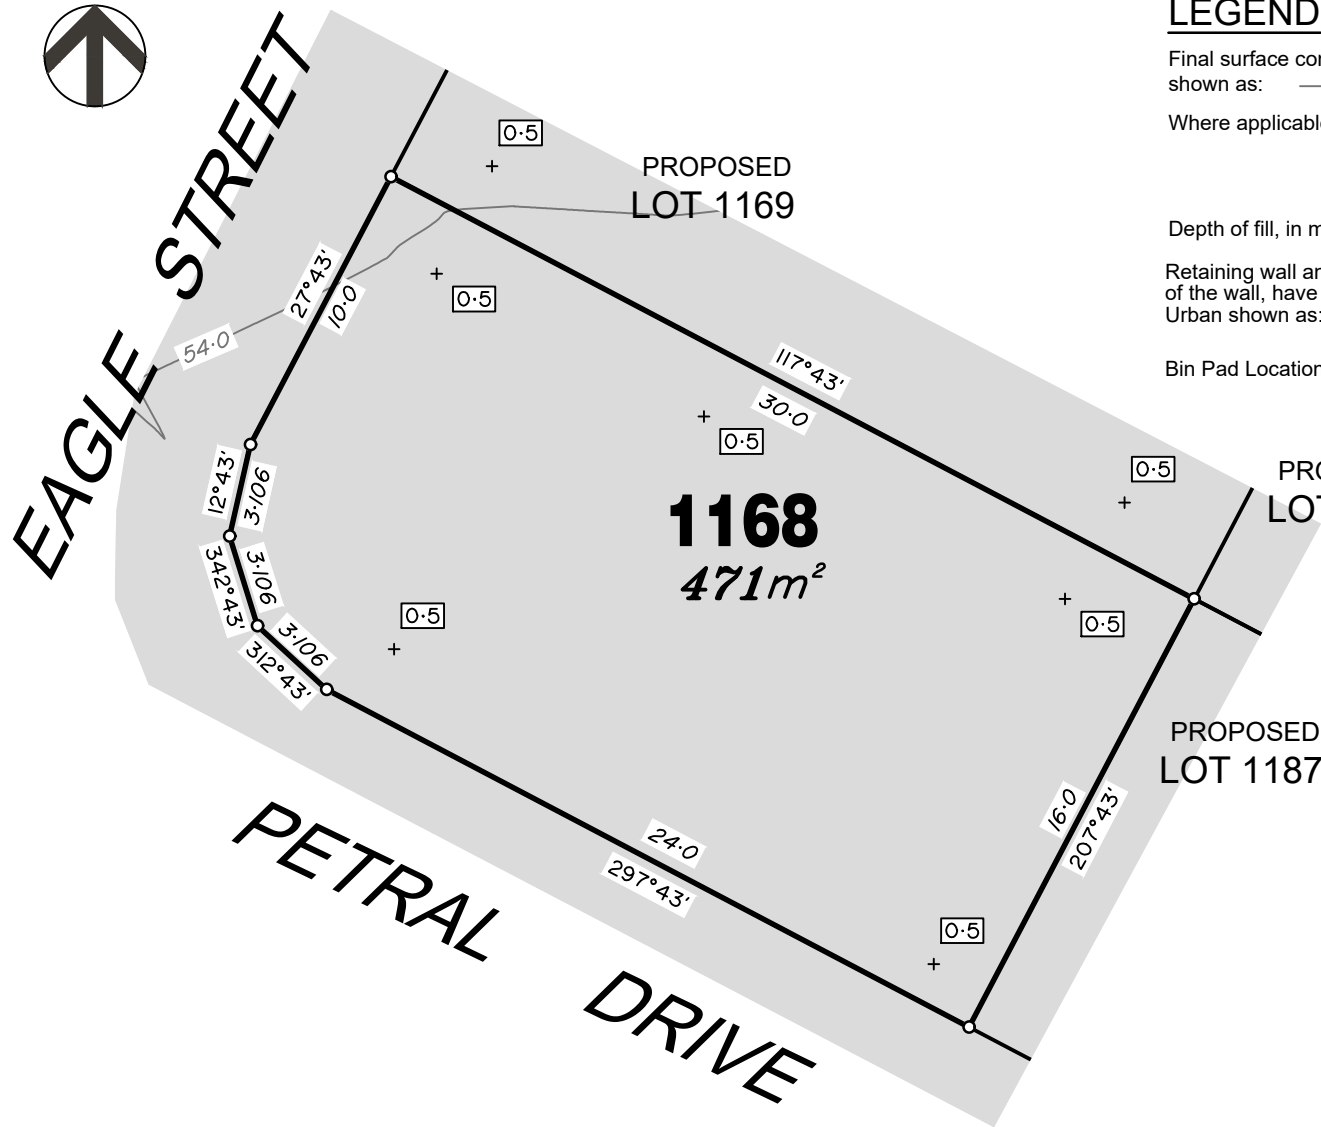 LEGEND
Final surface con
shown as:
Where applicable
Depth of fill, in m
Retaining wall an
of the wall, have
Urban shown as:
Bin Pad Location
EAGLE STREET
PROPOSED
LOT 1169
0·5
0·5
54·0
27°43'
10·0
117°43'
30·0
0·5
0·5
PRO
LOT
12°43'
3·106
1168
471m²
342°43'
3·106
0·5
0·5
312°43'
3·106
PROPOSED
LOT 1187
16·0
207°43'
24·0
297°43'
0·5
PETRAL DRIVE